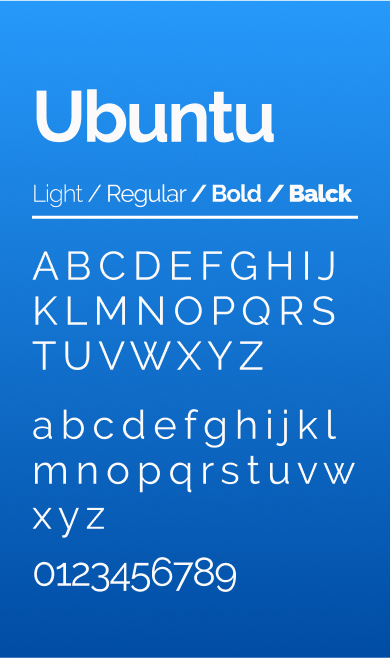 Ubuntu
Light / Regular / Bold / Balck
ABCDEFGHIJ
KLMNOPQRS
TUVWXYZ
abcdefghijkl
mnopqrstuvw
xyz
0123456789